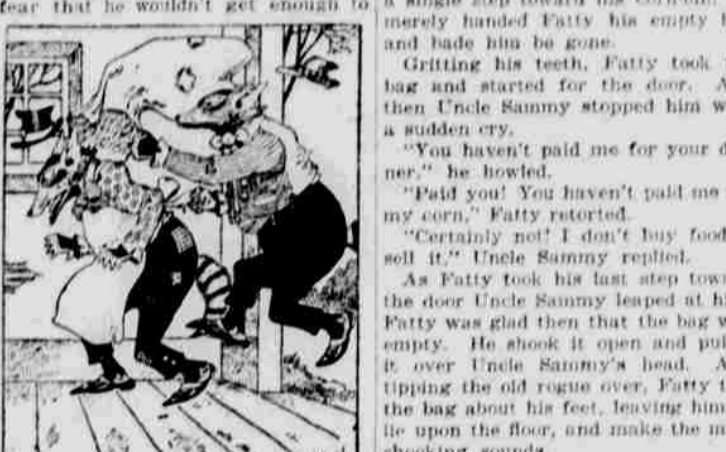 fear that he wouldn't get enough to
a single step toward his
merely handed Fatty his empty
and bade him be gone.
Gritting his teeth, Fatty took
bag and started for the door.
then Uncle Sammy stopped him
a sudden cry.
"You haven't paid me for your
ner," he howled.
"Paid you! You haven't paid me
my corn," Fatty retorted.
"Certainly not! I don't buy food
sell it," Uncle Sammy replied.
As Fatty took his last step
the door Uncle Sammy leaped at
Fatty was glad then that the bag
empty. He shook it open and
it over Uncle Sammy's head.
tipping the old rogue over, Fatty
the bag about his feet, leaving
lie upon the floor, and make the
shocking sounds